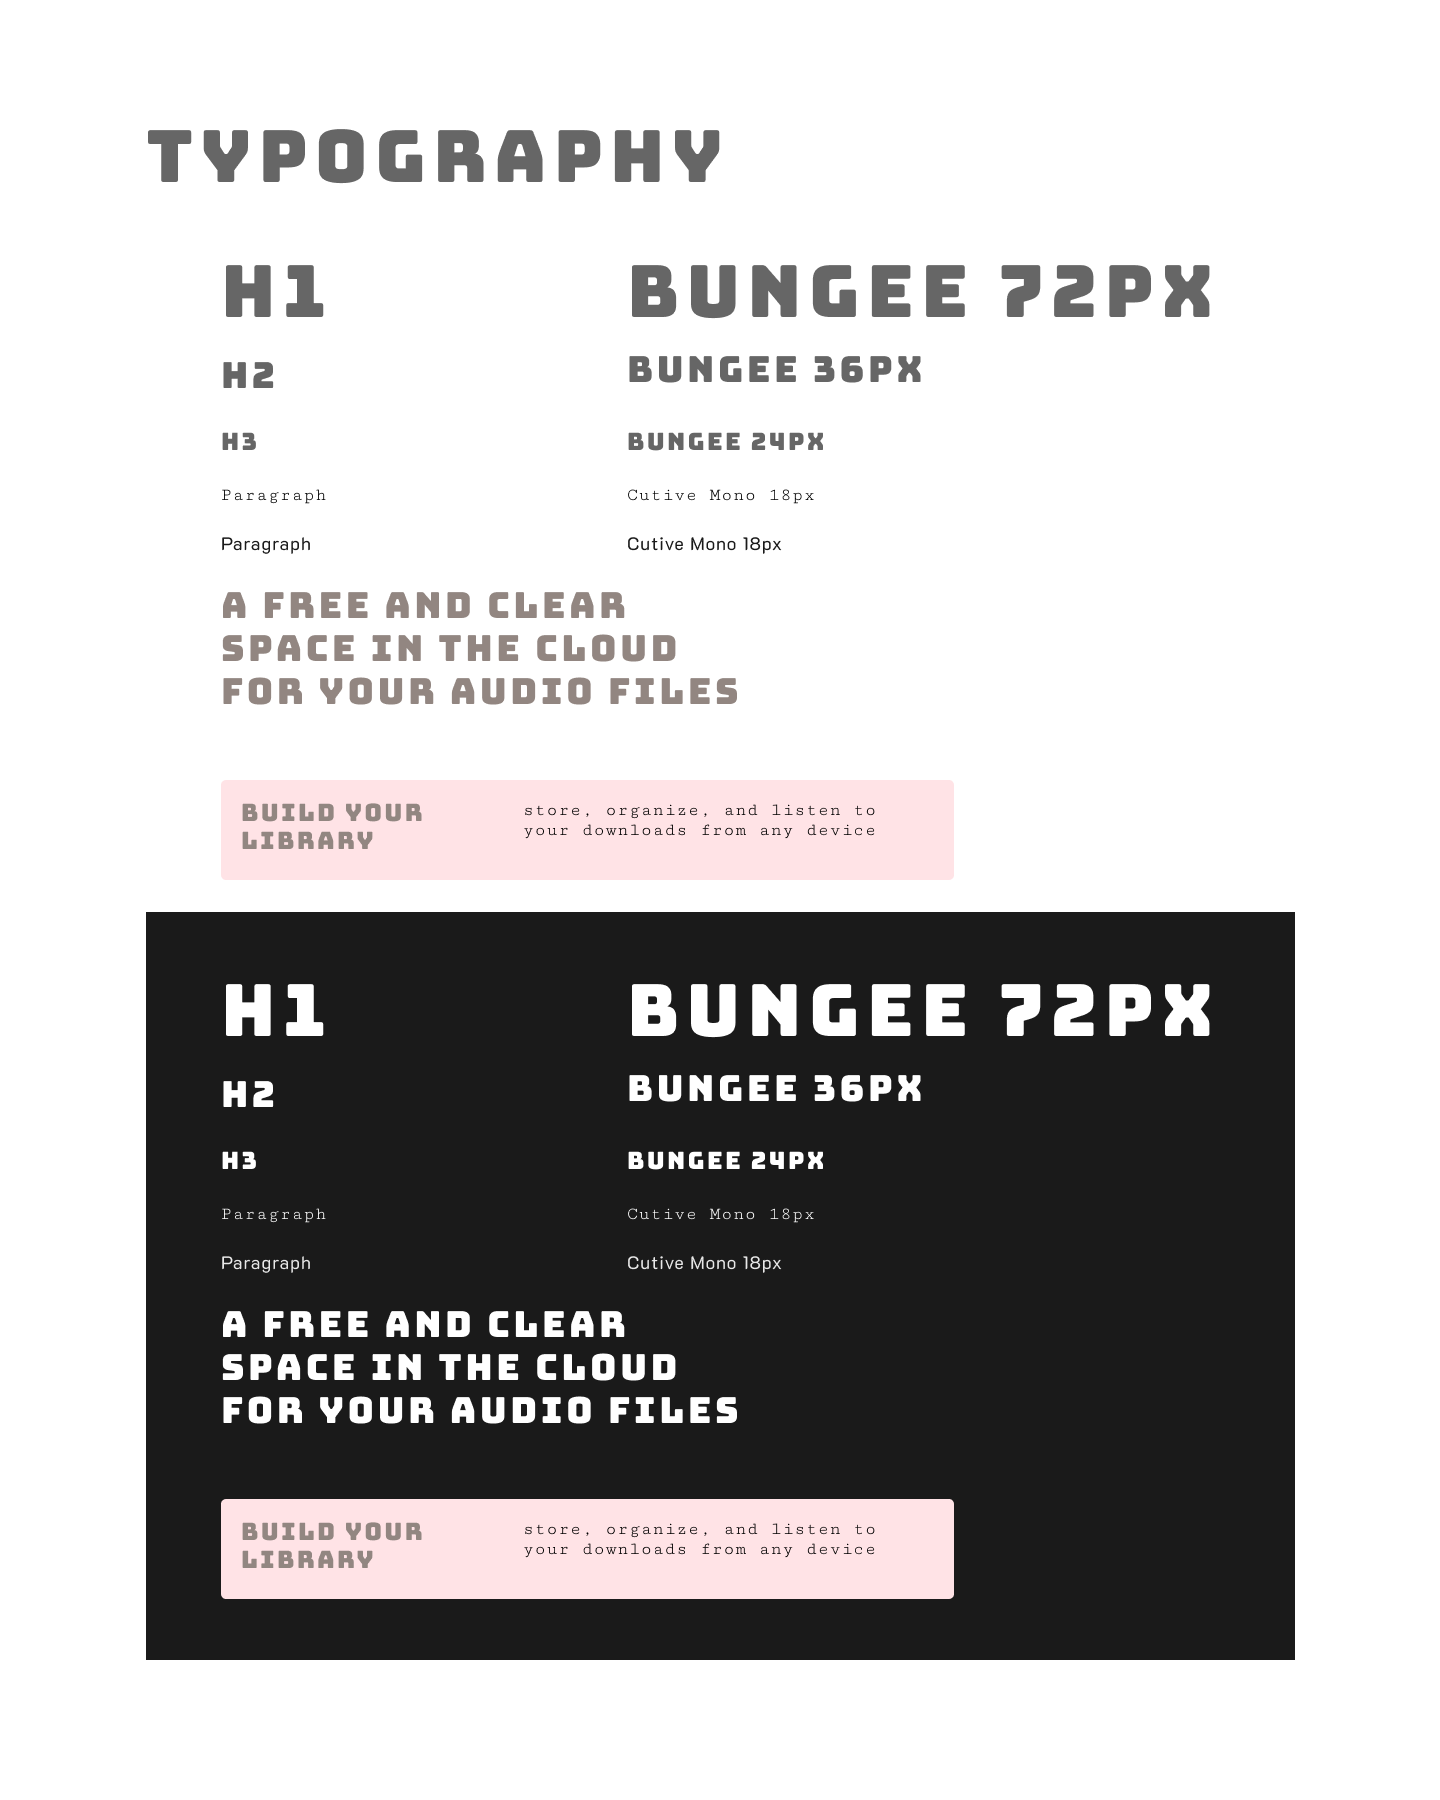 TYPOGRAPHY
H1 BUNGEE 72PX
H2 BUNGEE 36PX
H3 BUNGEE 24PX
Paragraph Cutive Mono 18px
Paragraph Cutive Mono 18px
A FREE AND CLEAR
SPACE IN THE CLOUD
FOR YOUR AUDIO FILES
BUILD YOUR
LIBRARY
store, organize, and listen to
your downloads from any device
H1 BUNGEE 72PX
H2 BUNGEE 36PX
H3 BUNGEE 24PX
Paragraph Cutive Mono 18px
Paragraph Cutive Mono 18px
A FREE AND CLEAR
SPACE IN THE CLOUD
FOR YOUR AUDIO FILES
BUILD YOUR
LIBRARY
store, organize, and listen to
your downloads from any device